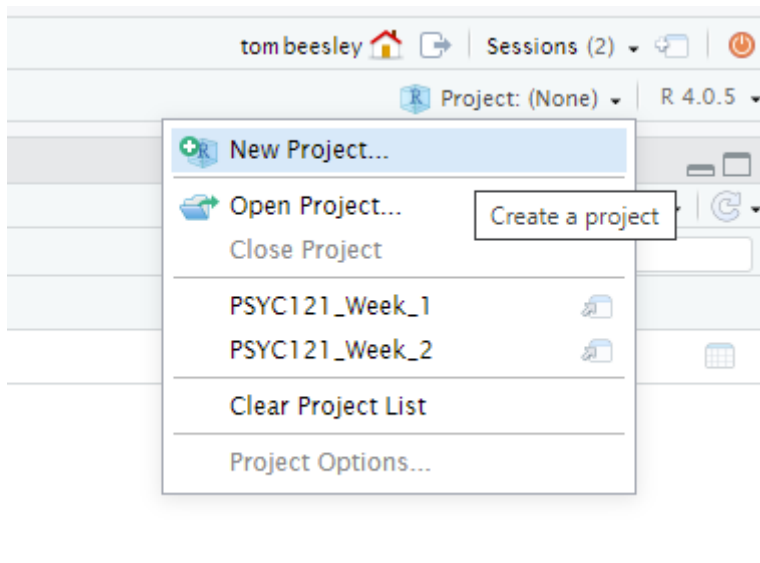 tom beesley Sessions (2)
Project: (None) R 4.0.5
New Project...
Open Project...
Create a project
Close Project
PSYC121_Week_1
PSYC121_Week_2
Clear Project List
Project Options...